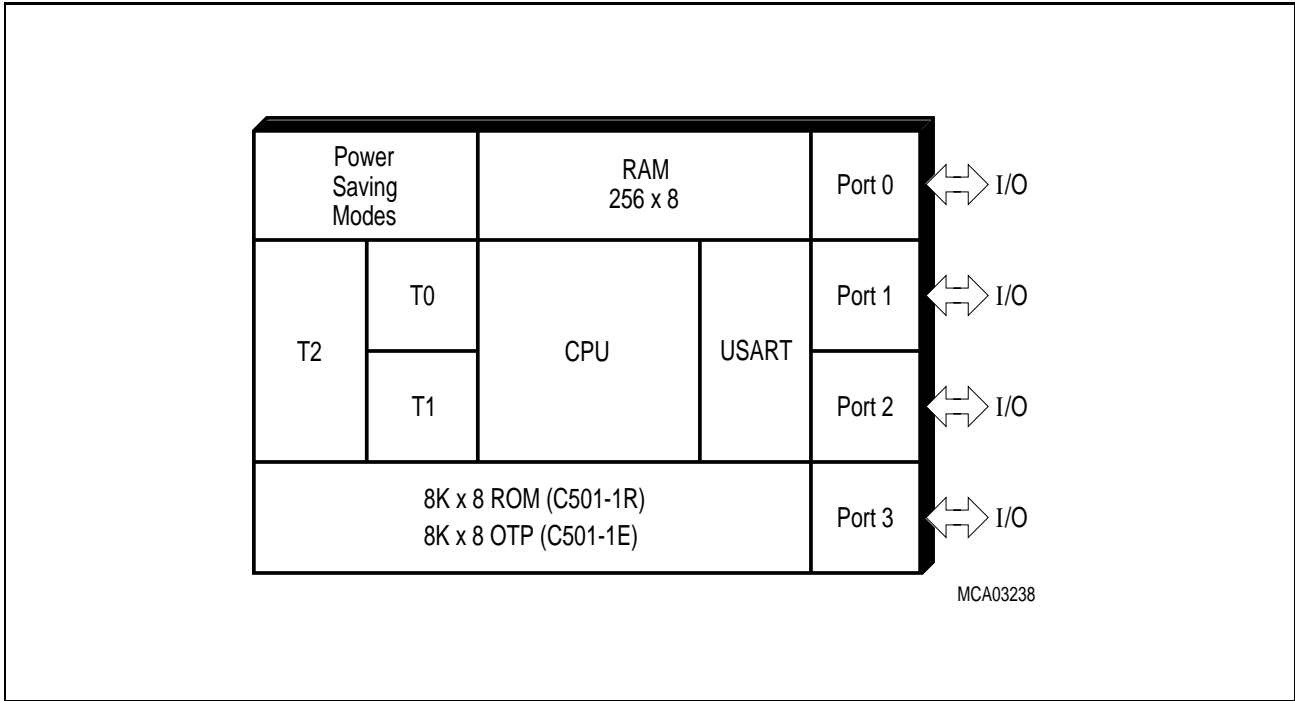 Power
Saving
Modes
RAM
256 x 8
Port 0
I/O
T2
T0
T1
CPU
USART
Port 1
I/O
Port 2
I/O
8K x 8 ROM (C501-1R)
8K x 8 OTP (C501-1E)
Port 3
I/O
MCA03238